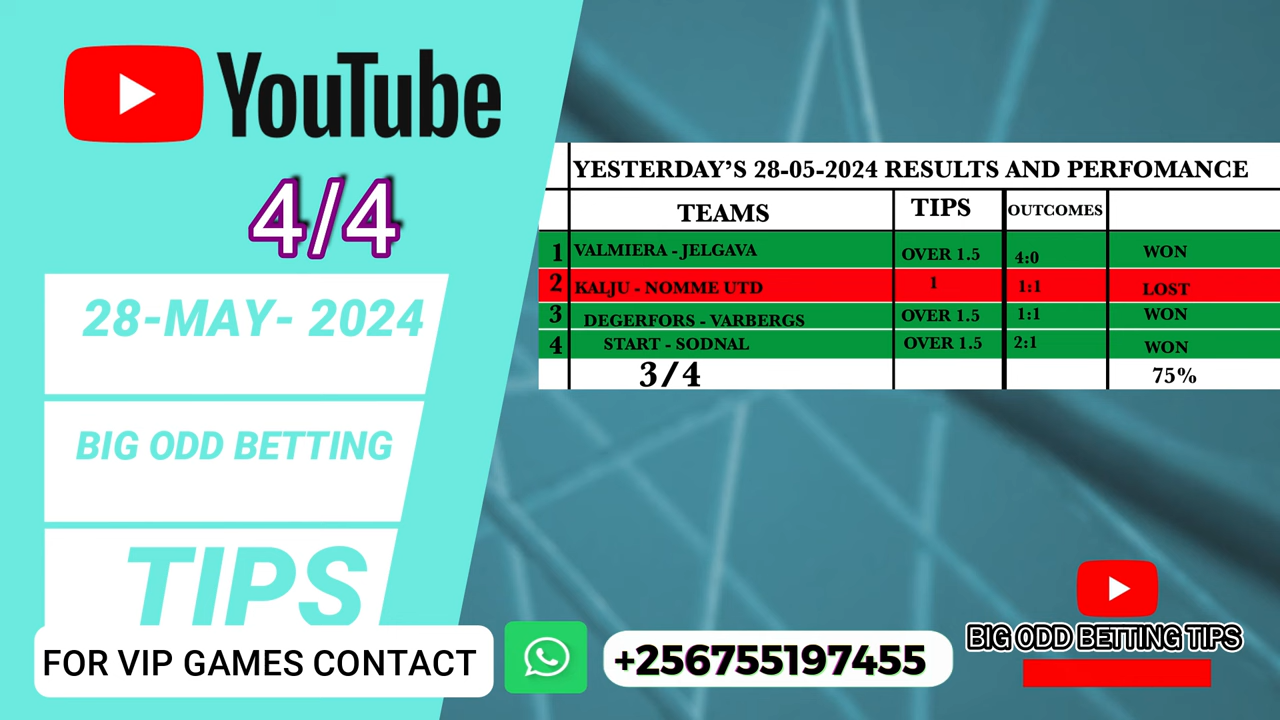 YouTube
4/4
28-MAY- 2024
BIG ODD BETTING
TIPS
FOR VIP GAMES CONTACT
+256755197455
YESTERDAY'S 28-05-2024 RESULTS AND PERFOMANCE
TEAMS TIPS OUTCOMES
1 VALMIERA - JELGAVA OVER 1.5 4:0 WON
2 KALJU - NOMME UTD 1 1:1 LOST
3 DEGERFORS - VARBERGS OVER 1.5 1:1 WON
4 START - SODNAL OVER 1.5 2:1 WON
3/4 75%
BIG ODD BETTING TIPS